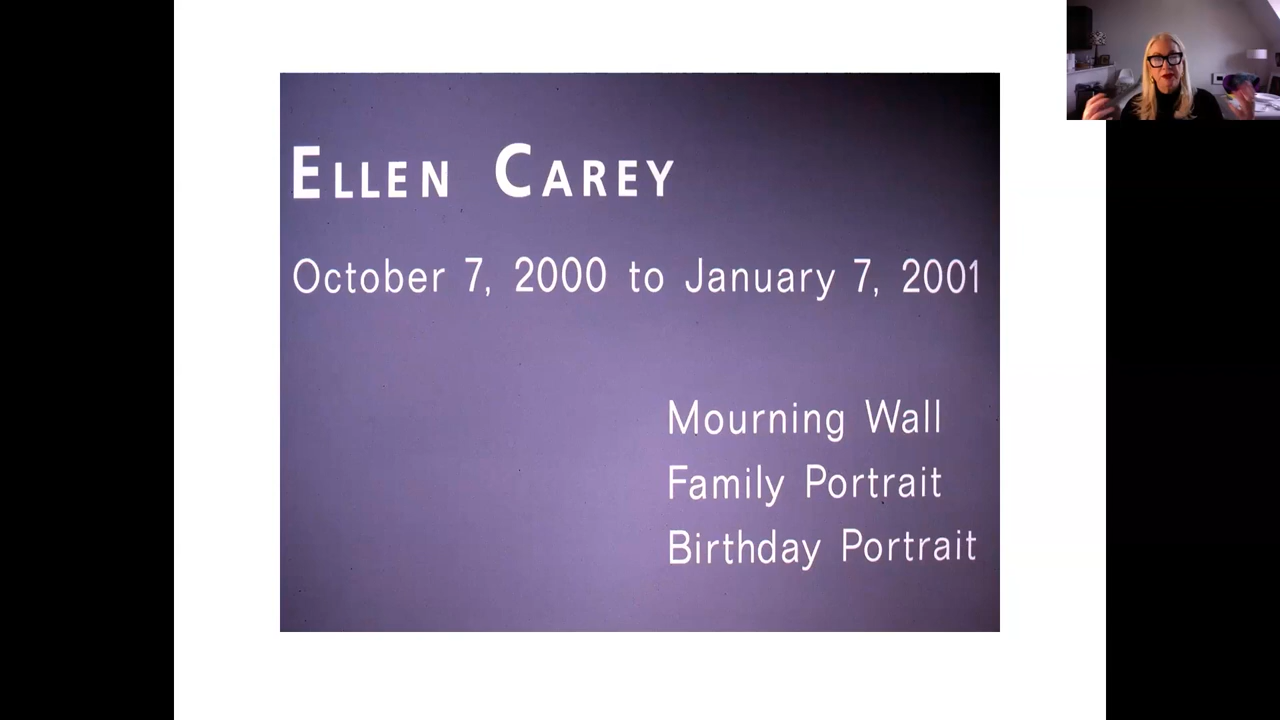 ELLEN CAREY
October 7, 2000 to January 7, 2001
Mourning Wall
Family Portrait
Birthday Portrait